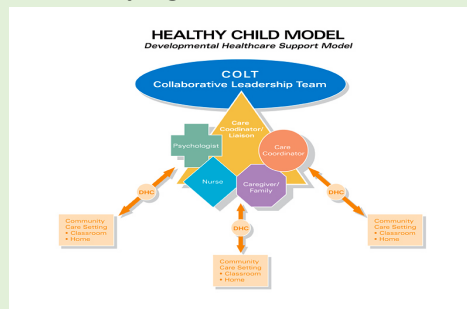 HEALTHY CHILD MODEL
Developmental Healthcare Support Model
COLT
Collaborative Leadership Team
Care
Coordinator/
Liaison
Psychologist
Care
Coordinator
Nurse
Caregiver/
Family
DHC
DHC
DHC
Community
Care Setting
• Classroom
• Home
Community
Care Setting
• Classroom
• Home
Community
Care Setting
• Classroom
• Home